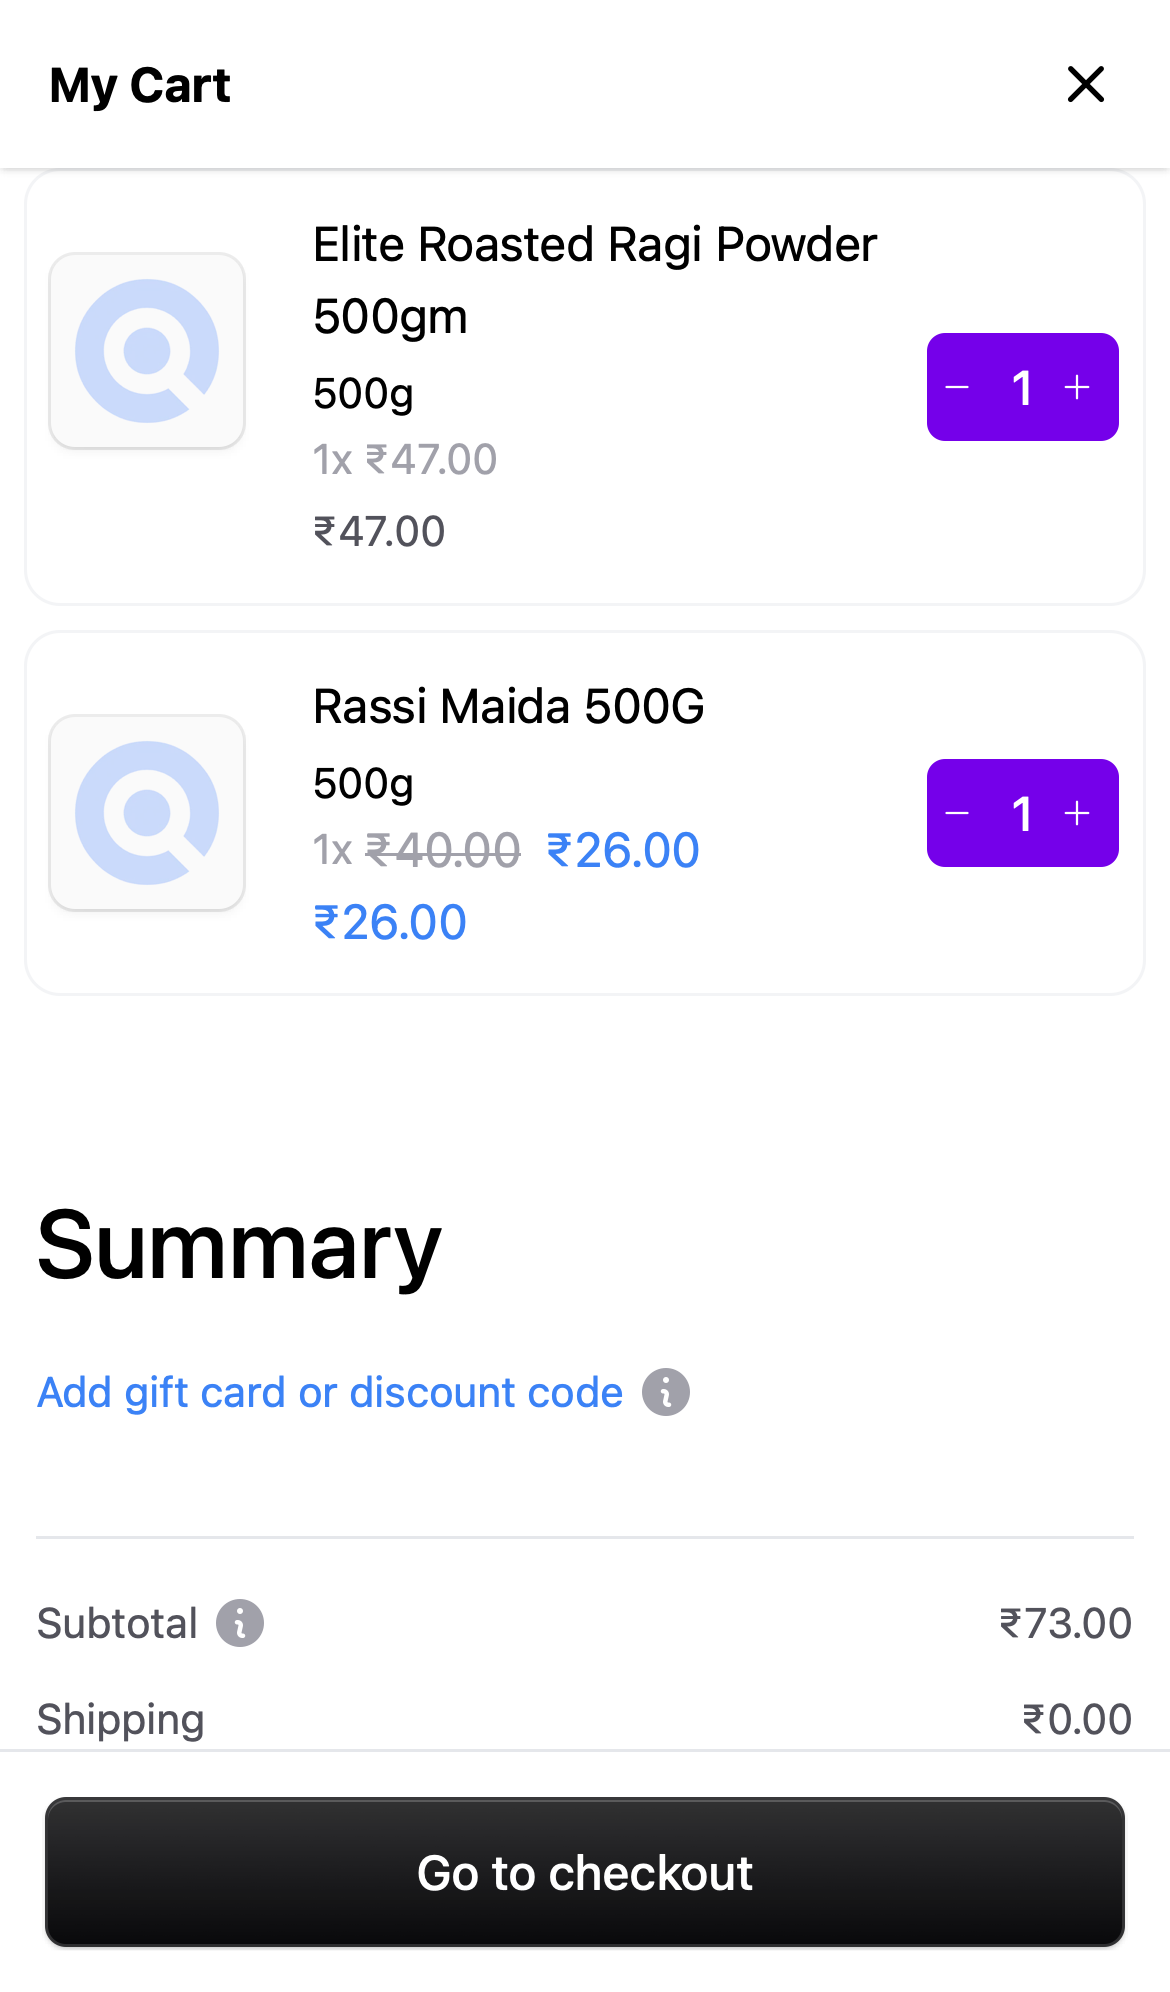 My Cart
Elite Roasted Ragi Powder
500gm
500g
1x ₹47.00
₹47.00
1
Rassi Maida 500G
500g
1x ₹40.00 ₹26.00
₹26.00
1
Summary
Add gift card or discount code
Subtotal ₹73.00
Shipping ₹0.00
Go to checkout